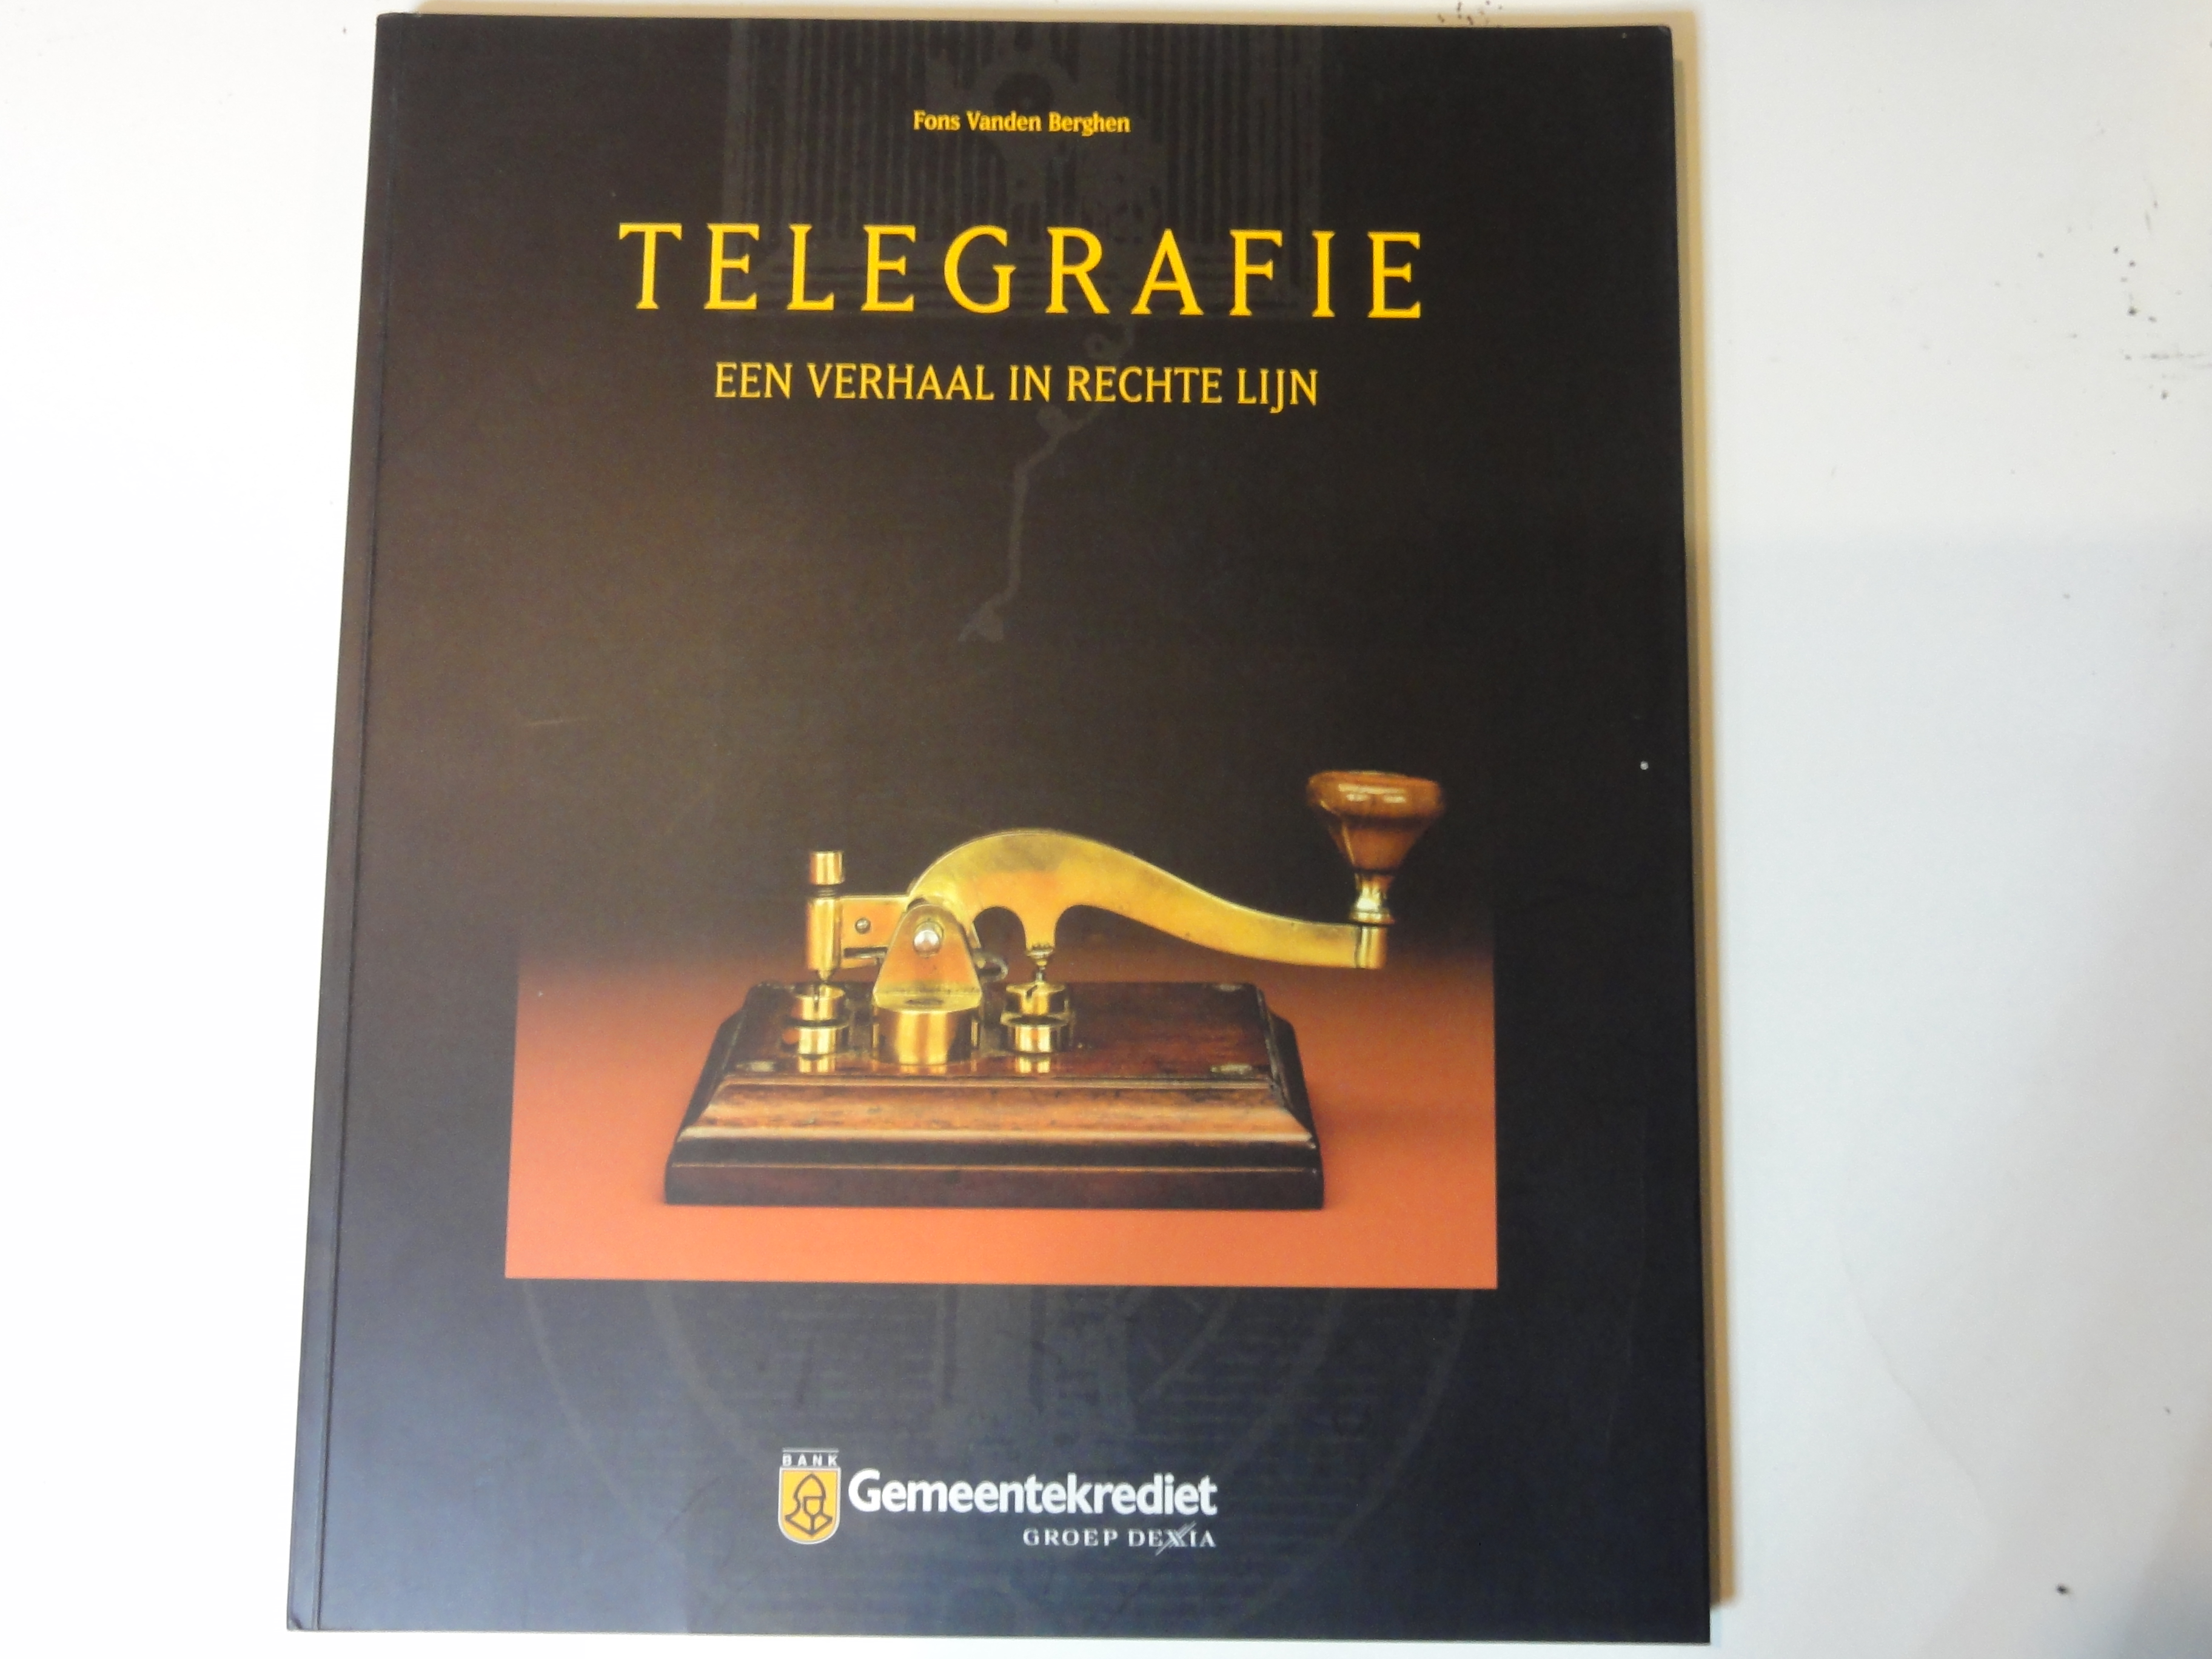 Fons Vanden Berghen
TELEGRAFIE
EEN VERHAAL IN RECHTE LIJN
BANK
Gemeentekrediet
GROEP DEXIA